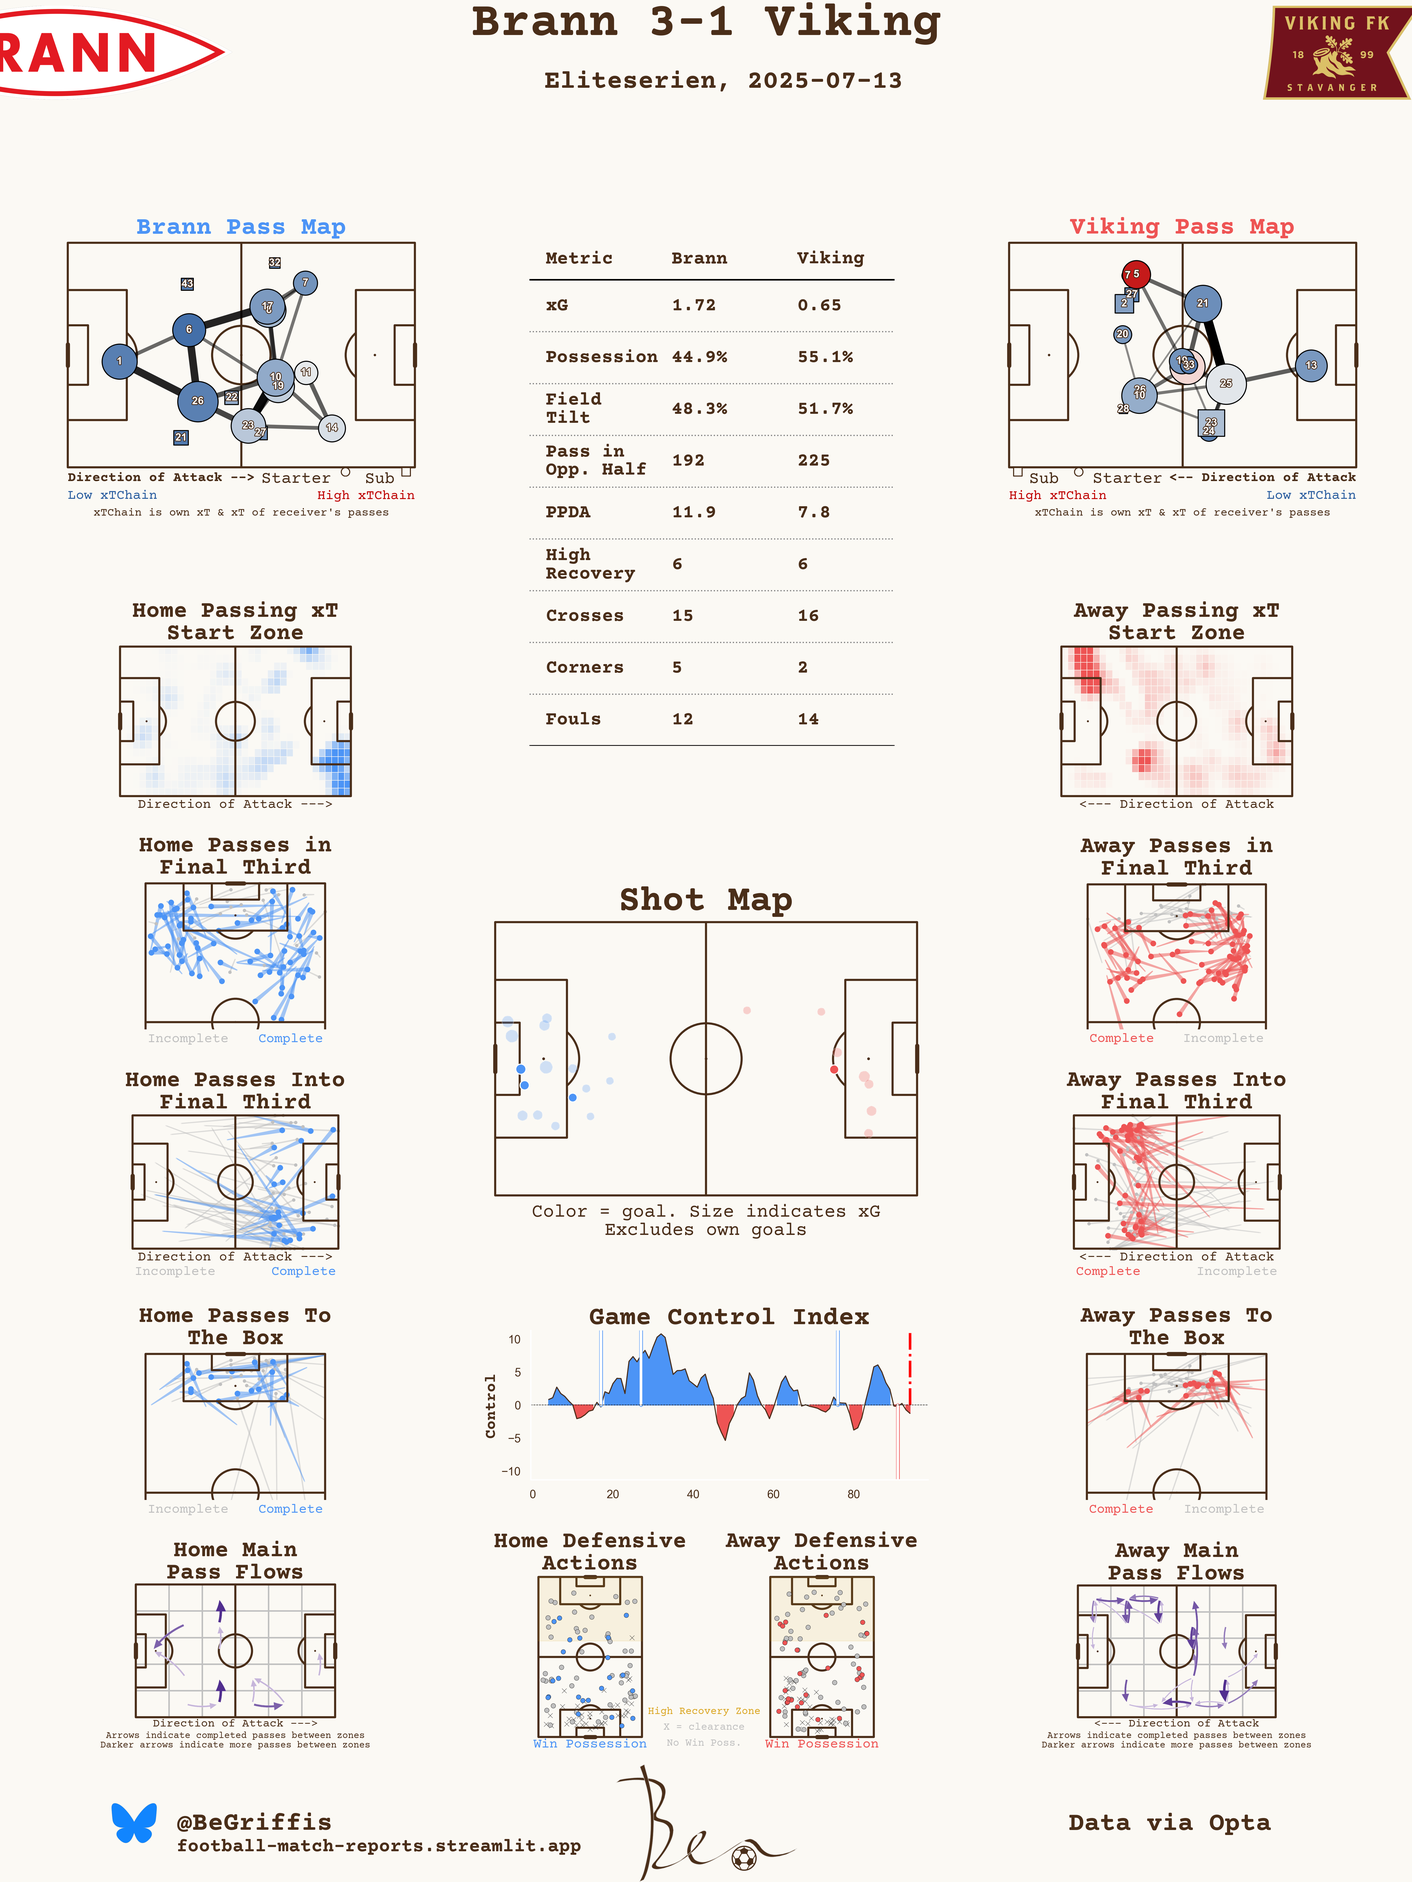 Brann 3-1 Viking
Eliteserien, 2025-07-13
RANN
VIKING FK
18 99
STAVANGER
Brann Pass Map
32
43
7
17
6
1
10
11
19
26
22
23
27
14
21
Direction of Attack --> Starter Sub
Low xTChain High xTChain
xTChain is own xT & xT of receiver's passes
Metric Brann Viking
xG 1.72 0.65
Possession 44.9% 55.1%
Field
Tilt 48.3% 51.7%
Pass in
Opp. Half 192 225
PPDA 11.9 7.8
High
Recovery 6 6
Crosses 15 16
Corners 5 2
Fouls 12 14
Viking Pass Map
7 5
27
2
21
20
19
33
13
25
26
10
28
23
24
Sub Starter <-- Direction of Attack
High xTChain Low xTChain
xTChain is own xT & xT of receiver's passes
Home Passing xT
Start Zone
Direction of Attack --->
Away Passing xT
Start Zone
<--- Direction of Attack
Home Passes in
Final Third
Incomplete Complete
Away Passes in
Final Third
Complete Incomplete
Shot Map
Color = goal. Size indicates xG
Excludes own goals
Home Passes Into
Final Third
Direction of Attack --->
Incomplete Complete
Away Passes Into
Final Third
<--- Direction of Attack
Complete Incomplete
Home Passes To
The Box
Incomplete Complete
Game Control Index
Control
10
5
0
−5
−10
0 20 40 60 80
Away Passes To
The Box
Complete Incomplete
Home Main
Pass Flows
Direction of Attack --->
Arrows indicate completed passes between zones
Darker arrows indicate more passes between zones
Home Defensive
Actions
Win Possession
High Recovery Zone
X = clearance
No Win Poss.
Away Defensive
Actions
Win Possession
Away Main
Pass Flows
<--- Direction of Attack
Arrows indicate completed passes between zones
Darker arrows indicate more passes between zones
@BeGriffis
football-match-reports.streamlit.app
Ben
Data via Opta